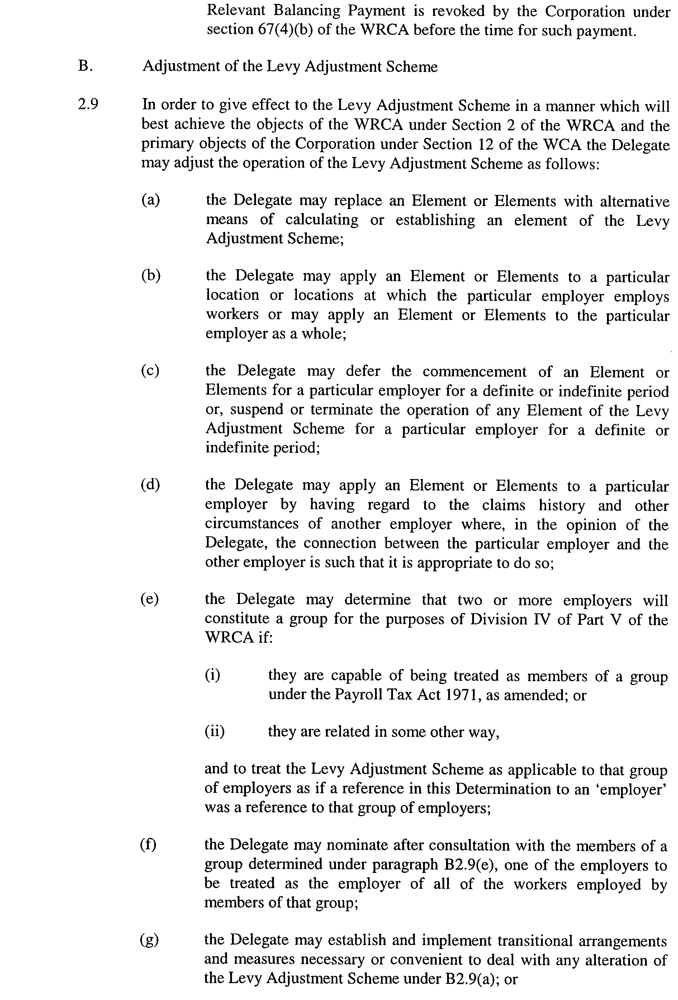 Relevant Balancing Payment is revoked by the Corporation under
section 67(4)(b) of the WRCA before the time for such payment.
B. Adjustment of the Levy Adjustment Scheme
2.9 In order to give effect to the Levy Adjustment Scheme in a manner which will
best achieve the objects of the WRCA under Section 2 of the WRCA and the
primary objects of the Corporation under Section 12 of the WCA the Delegate
may adjust the operation of the Levy Adjustment Scheme as follows:
(a) the Delegate may replace an Element or Elements with alternative
means of calculating or establishing an element of the Levy
Adjustment Scheme;
(b) the Delegate may apply an Element or Elements to a particular
location or locations at which the particular employer employs
workers or may apply an Element or Elements to the particular
employer as a whole;
(c) the Delegate may defer the commencement of an Element or
Elements for a particular employer for a definite or indefinite period
or, suspend or terminate the operation of any Element of the Levy
Adjustment Scheme for a particular employer for a definite or
indefinite period;
(d) the Delegate may apply an Element or Elements to a particular
employer by having regard to the claims history and other
circumstances of another employer where, in the opinion of the
Delegate, the connection between the particular employer and the
other employer is such that it is appropriate to do so;
(e) the Delegate may determine that two or more employers will
constitute a group for the purposes of Division IV of Part V of the
WRCA if:
(i) they are capable of being treated as members of a group
under the Payroll Tax Act 1971, as amended; or
(ii) they are related in some other way,
and to treat the Levy Adjustment Scheme as applicable to that group
of employers as if a reference in this Determination to an ‘employer’
was a reference to that group of employers;
(f) the Delegate may nominate after consultation with the members of a
group determined under paragraph B2.9(e), one of the employers to
be treated as the employer of all of the workers employed by
members of that group;
(g) the Delegate may establish and implement transitional arrangements
and measures necessary or convenient to deal with any alteration of
the Levy Adjustment Scheme under B2.9(a); or